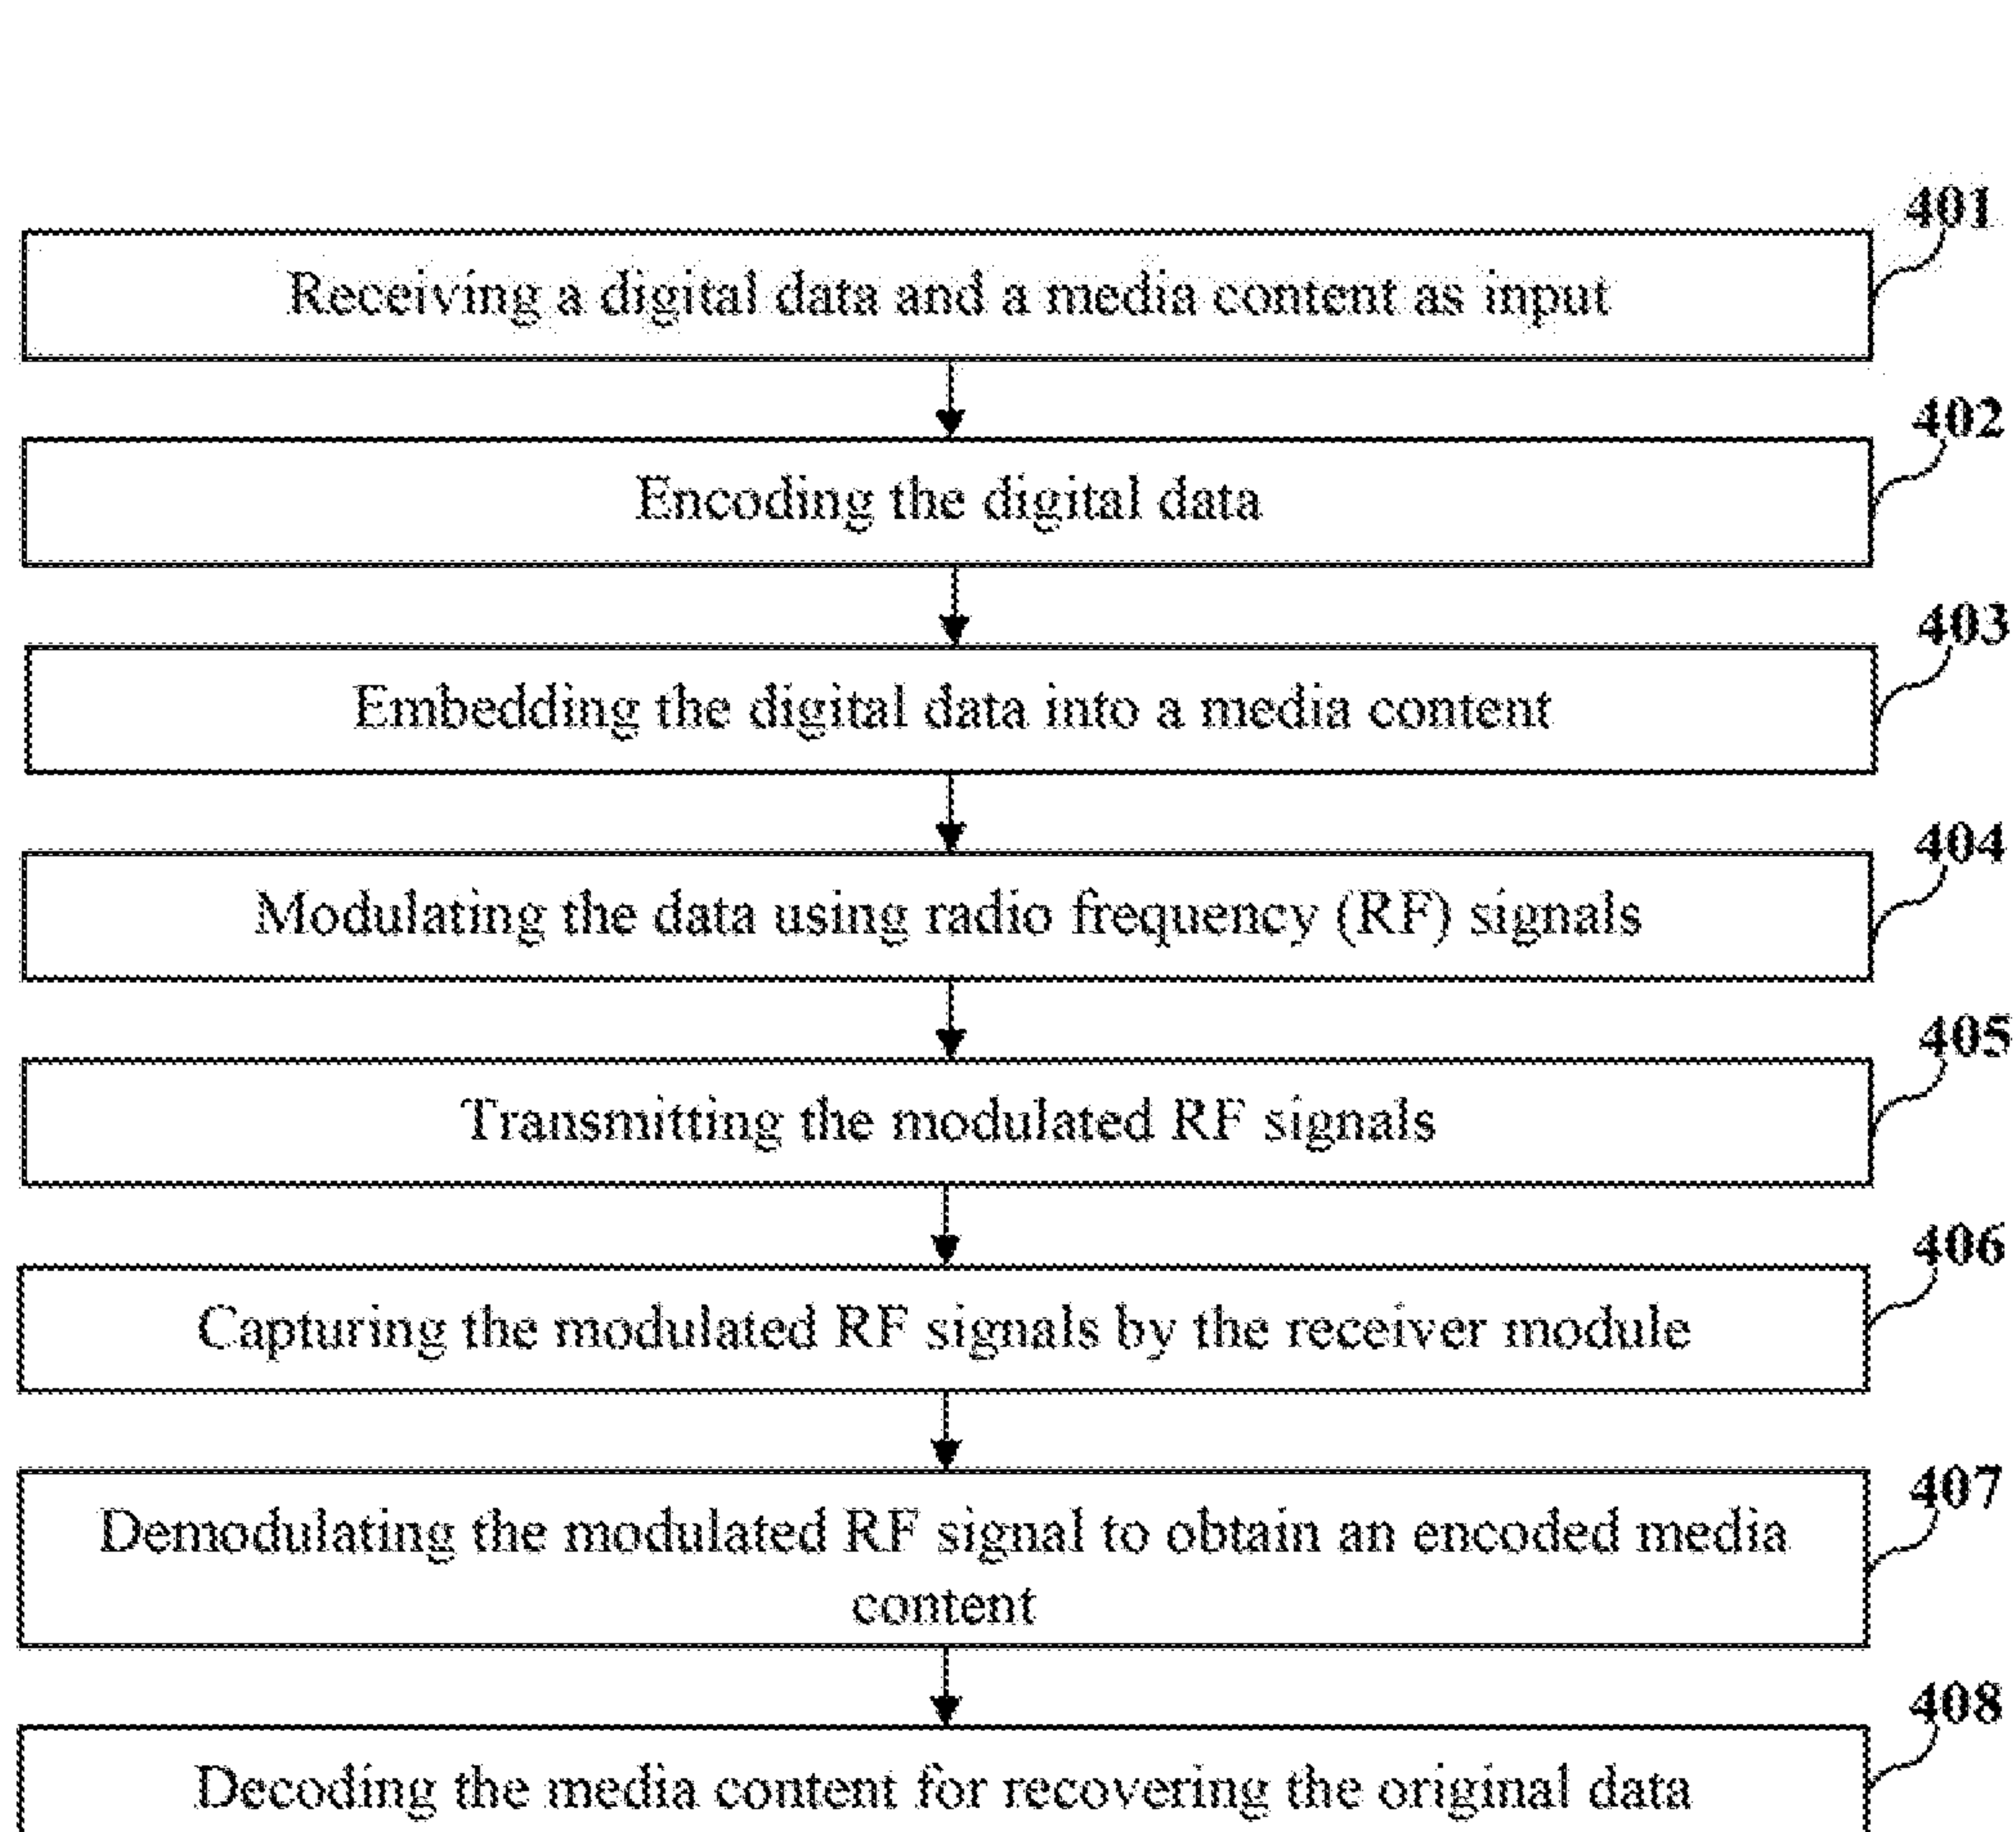 401
Receiving a digital data and a media content as input
402
Encoding the digital data
403
Embedding the digital data into a media content
404
Modulating the data using radio frequency (RF) signals
405
Transmitting the modulated RF signals
406
Capturing the modulated RF signals by the receiver module
407
Demodulating the modulated RF signal to obtain an encoded media
content
408
Decoding the media content for recovering the original data